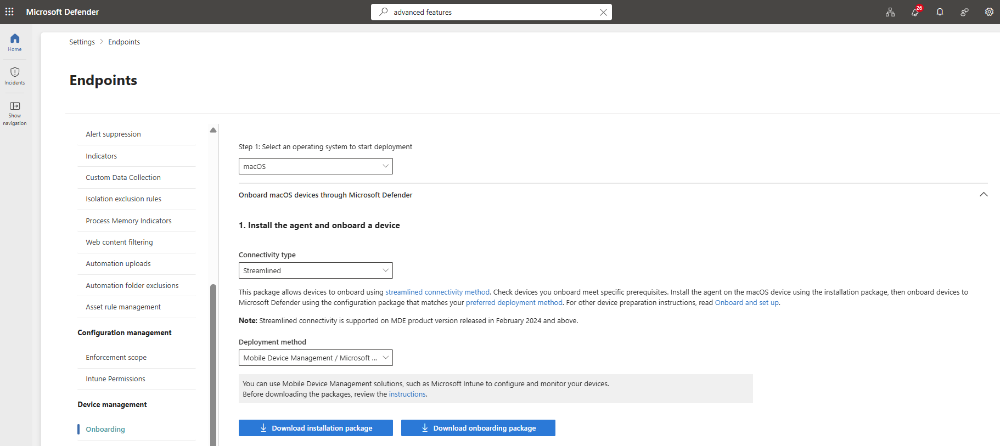 Microsoft Defender
advanced features
26
Home
Incidents
Show
navigation
Settings > Endpoints
Endpoints
Alert suppression
Indicators
Custom Data Collection
Isolation exclusion rules
Process Memory Indicators
Web content filtering
Automation uploads
Automation folder exclusions
Asset rule management
Configuration management
Enforcement scope
Intune Permissions
Device management
Onboarding
Step 1: Select an operating system to start deployment
macOS
Onboard macOS devices through Microsoft Defender
1. Install the agent and onboard a device
Connectivity type
Streamlined
This package allows devices to onboard using streamlined connectivity method. Check devices you onboard meet specific prerequisites. Install the agent on the macOS device using the installation package, then onboard devices to
Microsoft Defender using the configuration package that matches your preferred deployment method. For other device preparation instructions, read Onboard and set up.
Note: Streamlined connectivity is supported on MDE product version released in February 2024 and above.
Deployment method
Mobile Device Management / Microsoft ...
You can use Mobile Device Management solutions, such as Microsoft Intune to configure and monitor your devices.
Before downloading the packages, review the instructions.
Download installation package
Download onboarding package